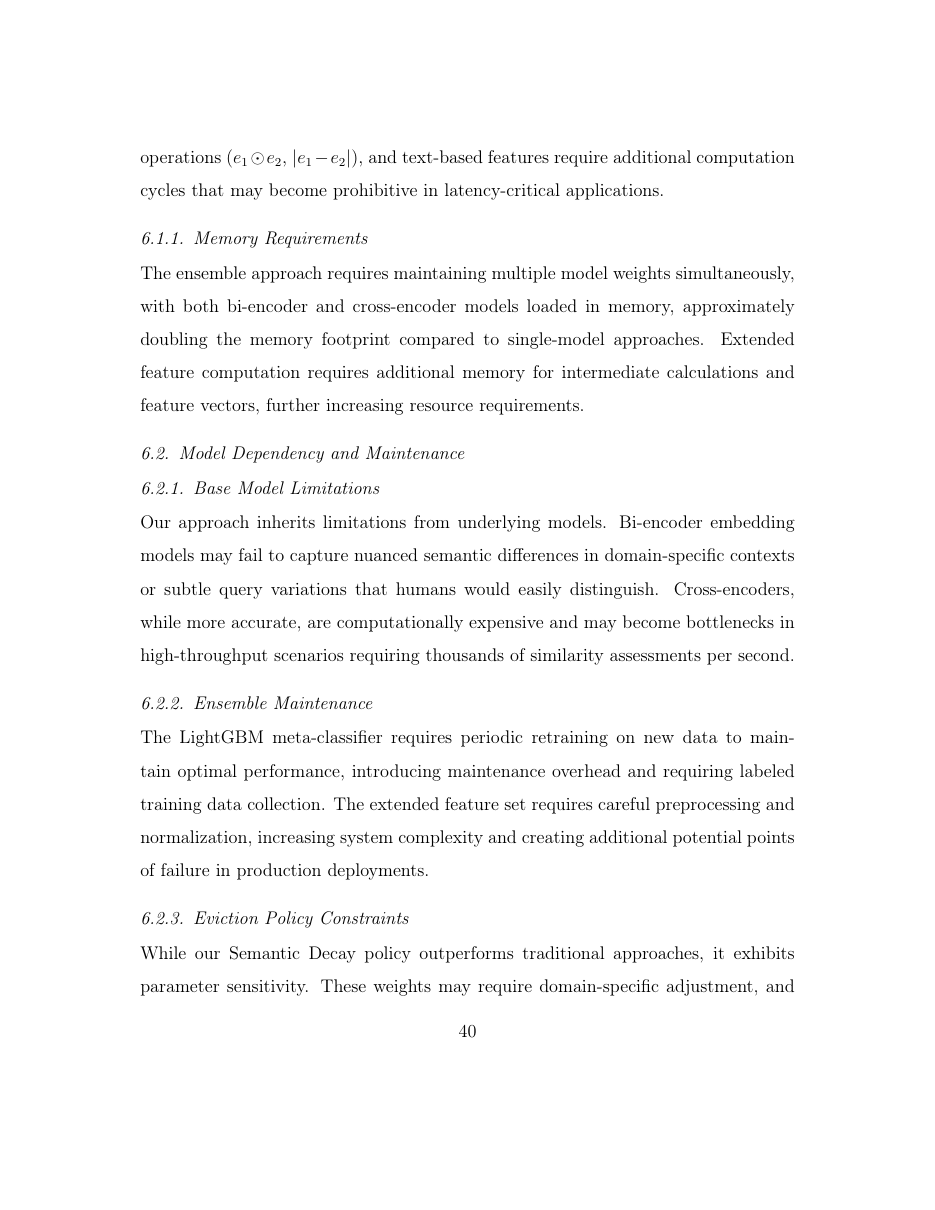 operations (e₁⊙e₂, |e₁−e₂|), and text-based features require additional computation
cycles that may become prohibitive in latency-critical applications.
6.1.1. Memory Requirements
The ensemble approach requires maintaining multiple model weights simultaneously,
with both bi-encoder and cross-encoder models loaded in memory, approximately
doubling the memory footprint compared to single-model approaches. Extended
feature computation requires additional memory for intermediate calculations and
feature vectors, further increasing resource requirements.
6.2. Model Dependency and Maintenance
6.2.1. Base Model Limitations
Our approach inherits limitations from underlying models. Bi-encoder embedding
models may fail to capture nuanced semantic differences in domain-specific contexts
or subtle query variations that humans would easily distinguish. Cross-encoders,
while more accurate, are computationally expensive and may become bottlenecks in
high-throughput scenarios requiring thousands of similarity assessments per second.
6.2.2. Ensemble Maintenance
The LightGBM meta-classifier requires periodic retraining on new data to main-
tain optimal performance, introducing maintenance overhead and requiring labeled
training data collection. The extended feature set requires careful preprocessing and
normalization, increasing system complexity and creating additional potential points
of failure in production deployments.
6.2.3. Eviction Policy Constraints
While our Semantic Decay policy outperforms traditional approaches, it exhibits
parameter sensitivity. These weights may require domain-specific adjustment, and
40